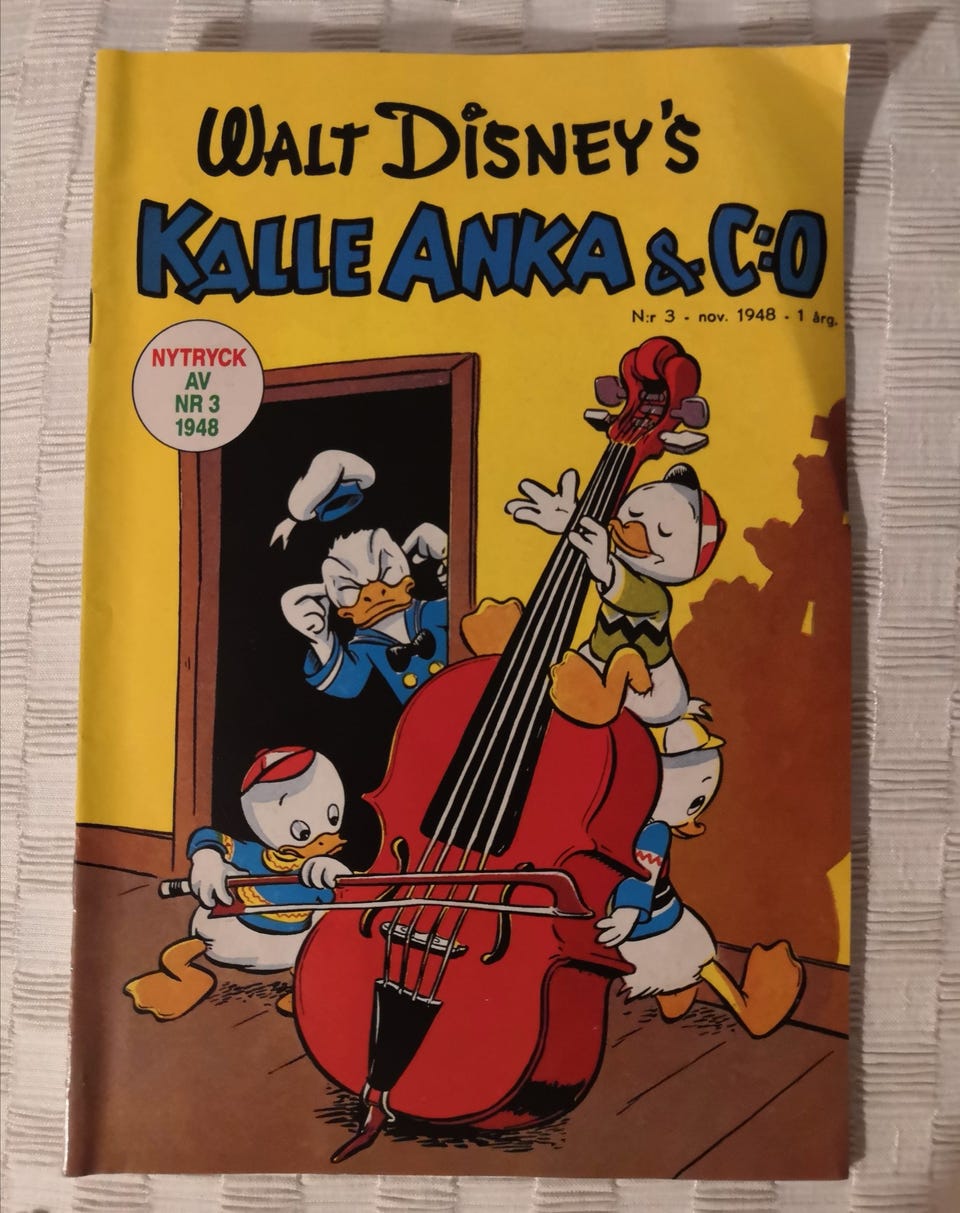 WALT DISNEY'S
KALLE ANKA & C:O
N:r 3 - nov. 1948 - 1 årg.
NYTRYCK
AV
NR 3
1948